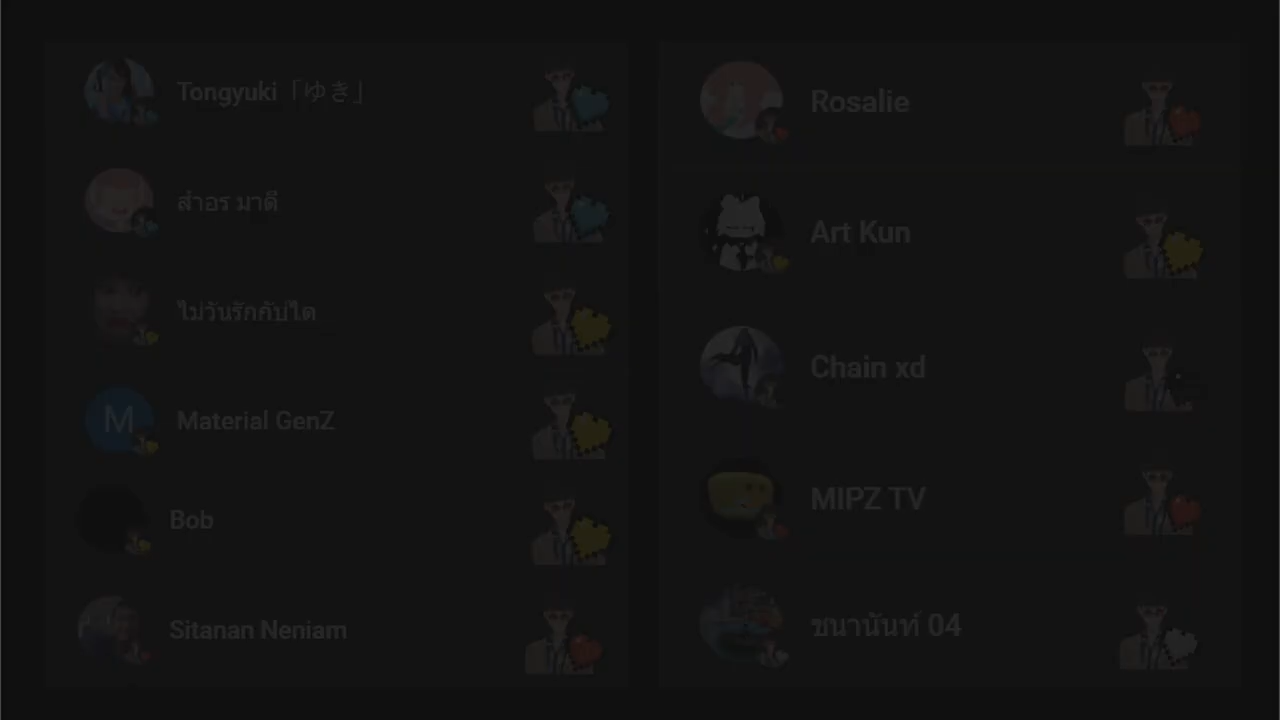 Tongyuki「ゆき」
สำอร มาดี
ไม่วันรักกับไต
M
Material GenZ
Bob
Sitanan Neniam
Rosalie
Art Kun
Chain xd
MIPZ TV
ชนานันท์ 04